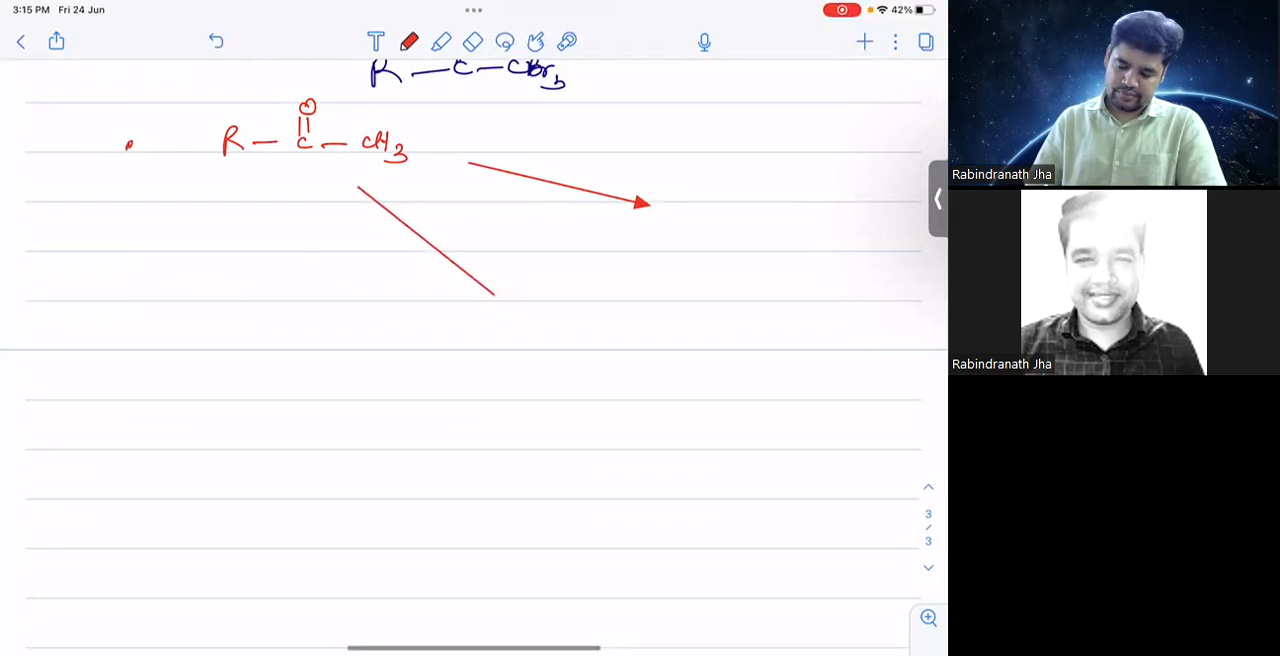 3:15 PM Fri 24 Jun
42%
T
R — C — CBr3
O
R — C — CH3
3
3
Rabindranath Jha
Rabindranath Jha